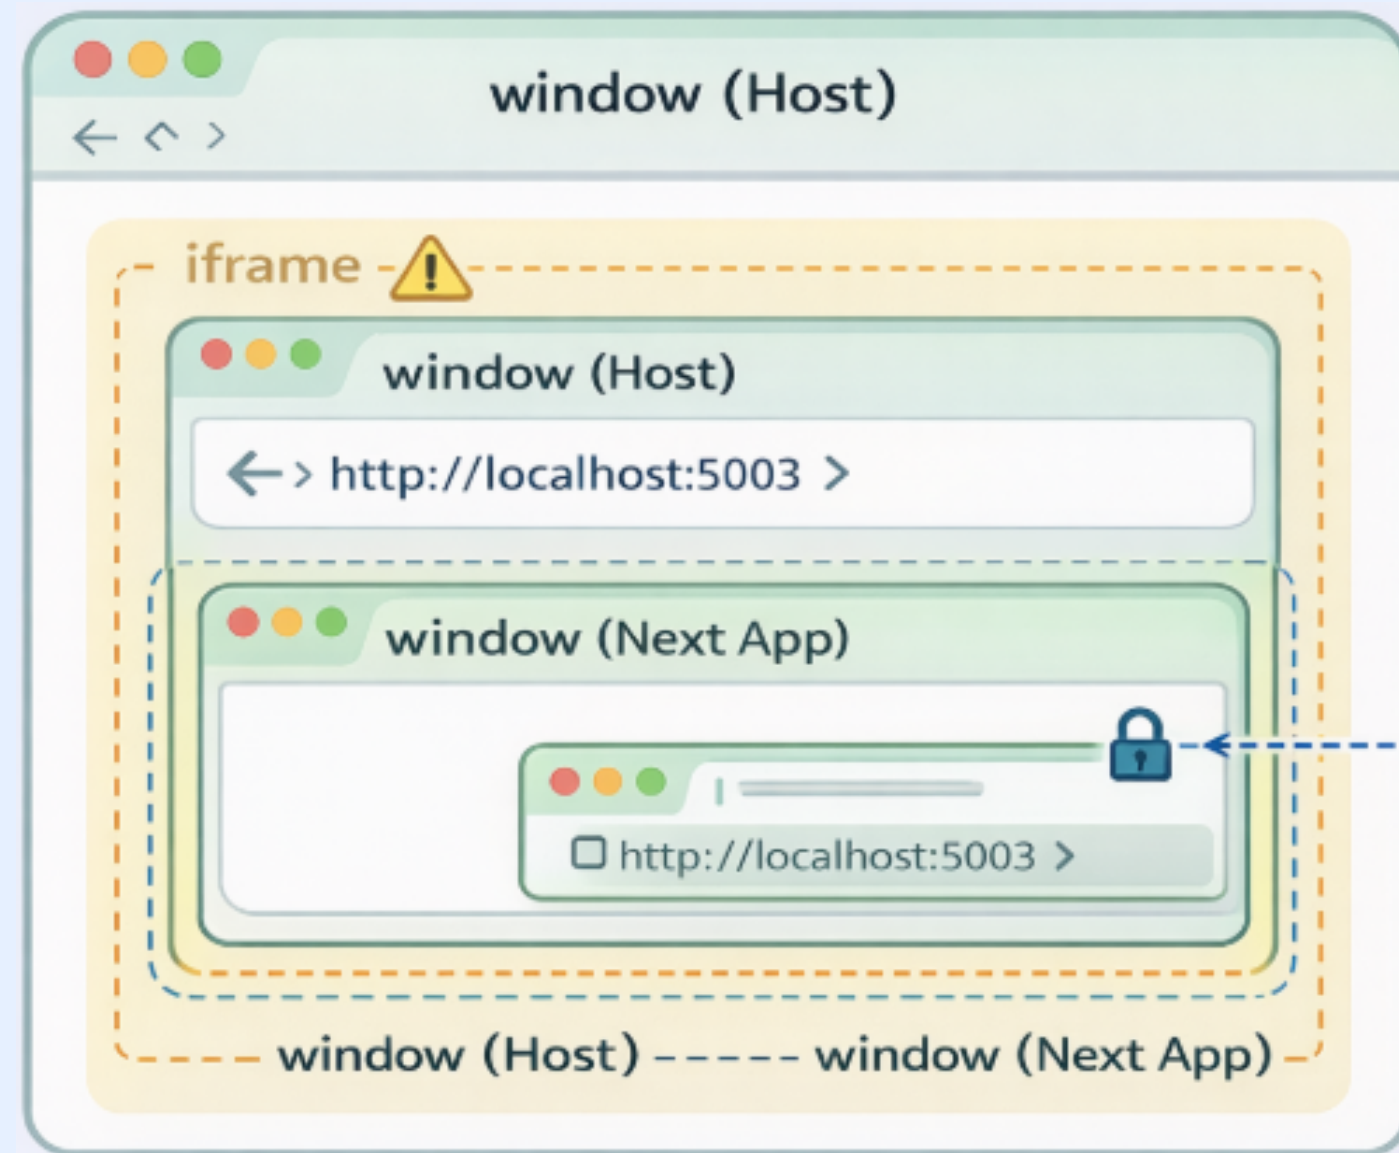 window (Host)
iframe
window (Host)
http://localhost:5003
window (Next App)
http://localhost:5003
window (Host) ----- window (Next App)